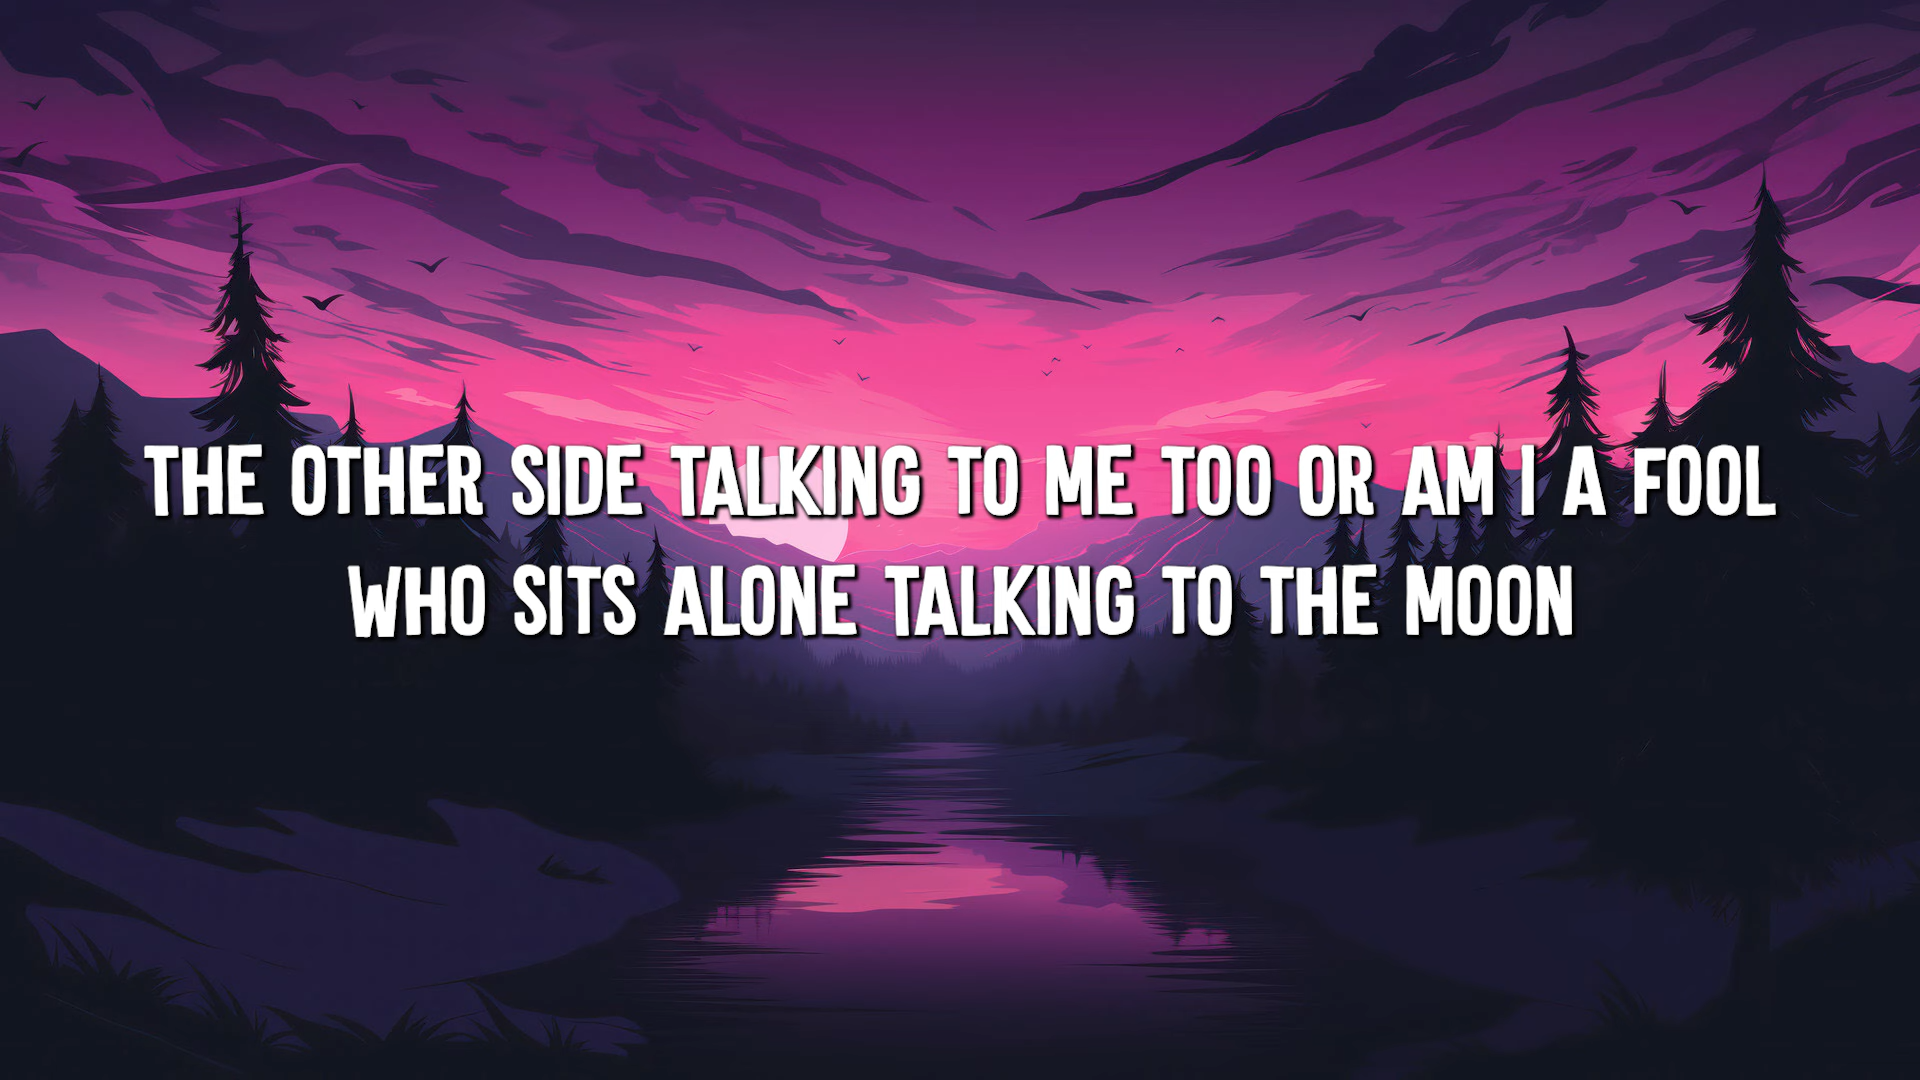 THE OTHER SIDE TALKING TO ME TOO OR AM I A FOOL
WHO SITS ALONE TALKING TO THE MOON